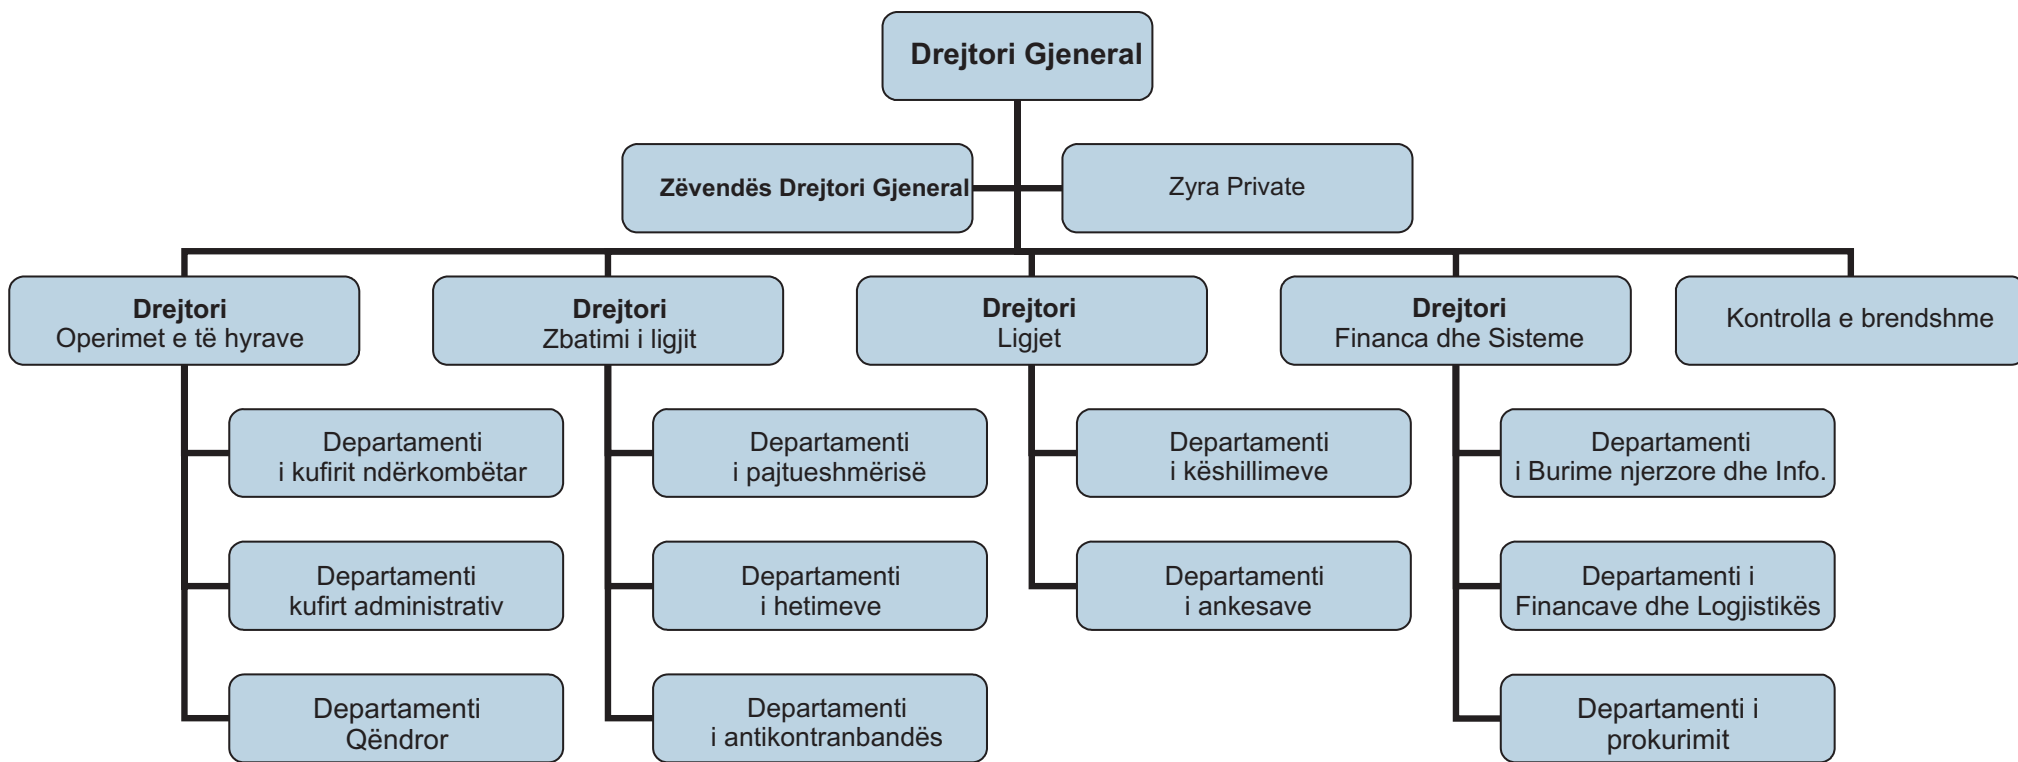 Drejtori Gjeneral
Zëvendës Drejtori Gjeneral
Zyra Private
Drejtori
Operimet e të hyrave
Drejtori
Zbatimi i ligjit
Drejtori
Ligjet
Drejtori
Financa dhe Sisteme
Kontrolla e brendshme
Departamenti
i kufirit ndërkombëtar
Departamenti
i pajtueshmërisë
Departamenti
i këshillimeve
Departamenti
i Burime njerzore dhe Info.
Departamenti
kufirt administrativ
Departamenti
i hetimeve
Departamenti
i ankesave
Departamenti i
Financave dhe Logjistikës
Departamenti
Qëndror
Departamenti
i antikontranbandës
Departamenti i
prokurimit